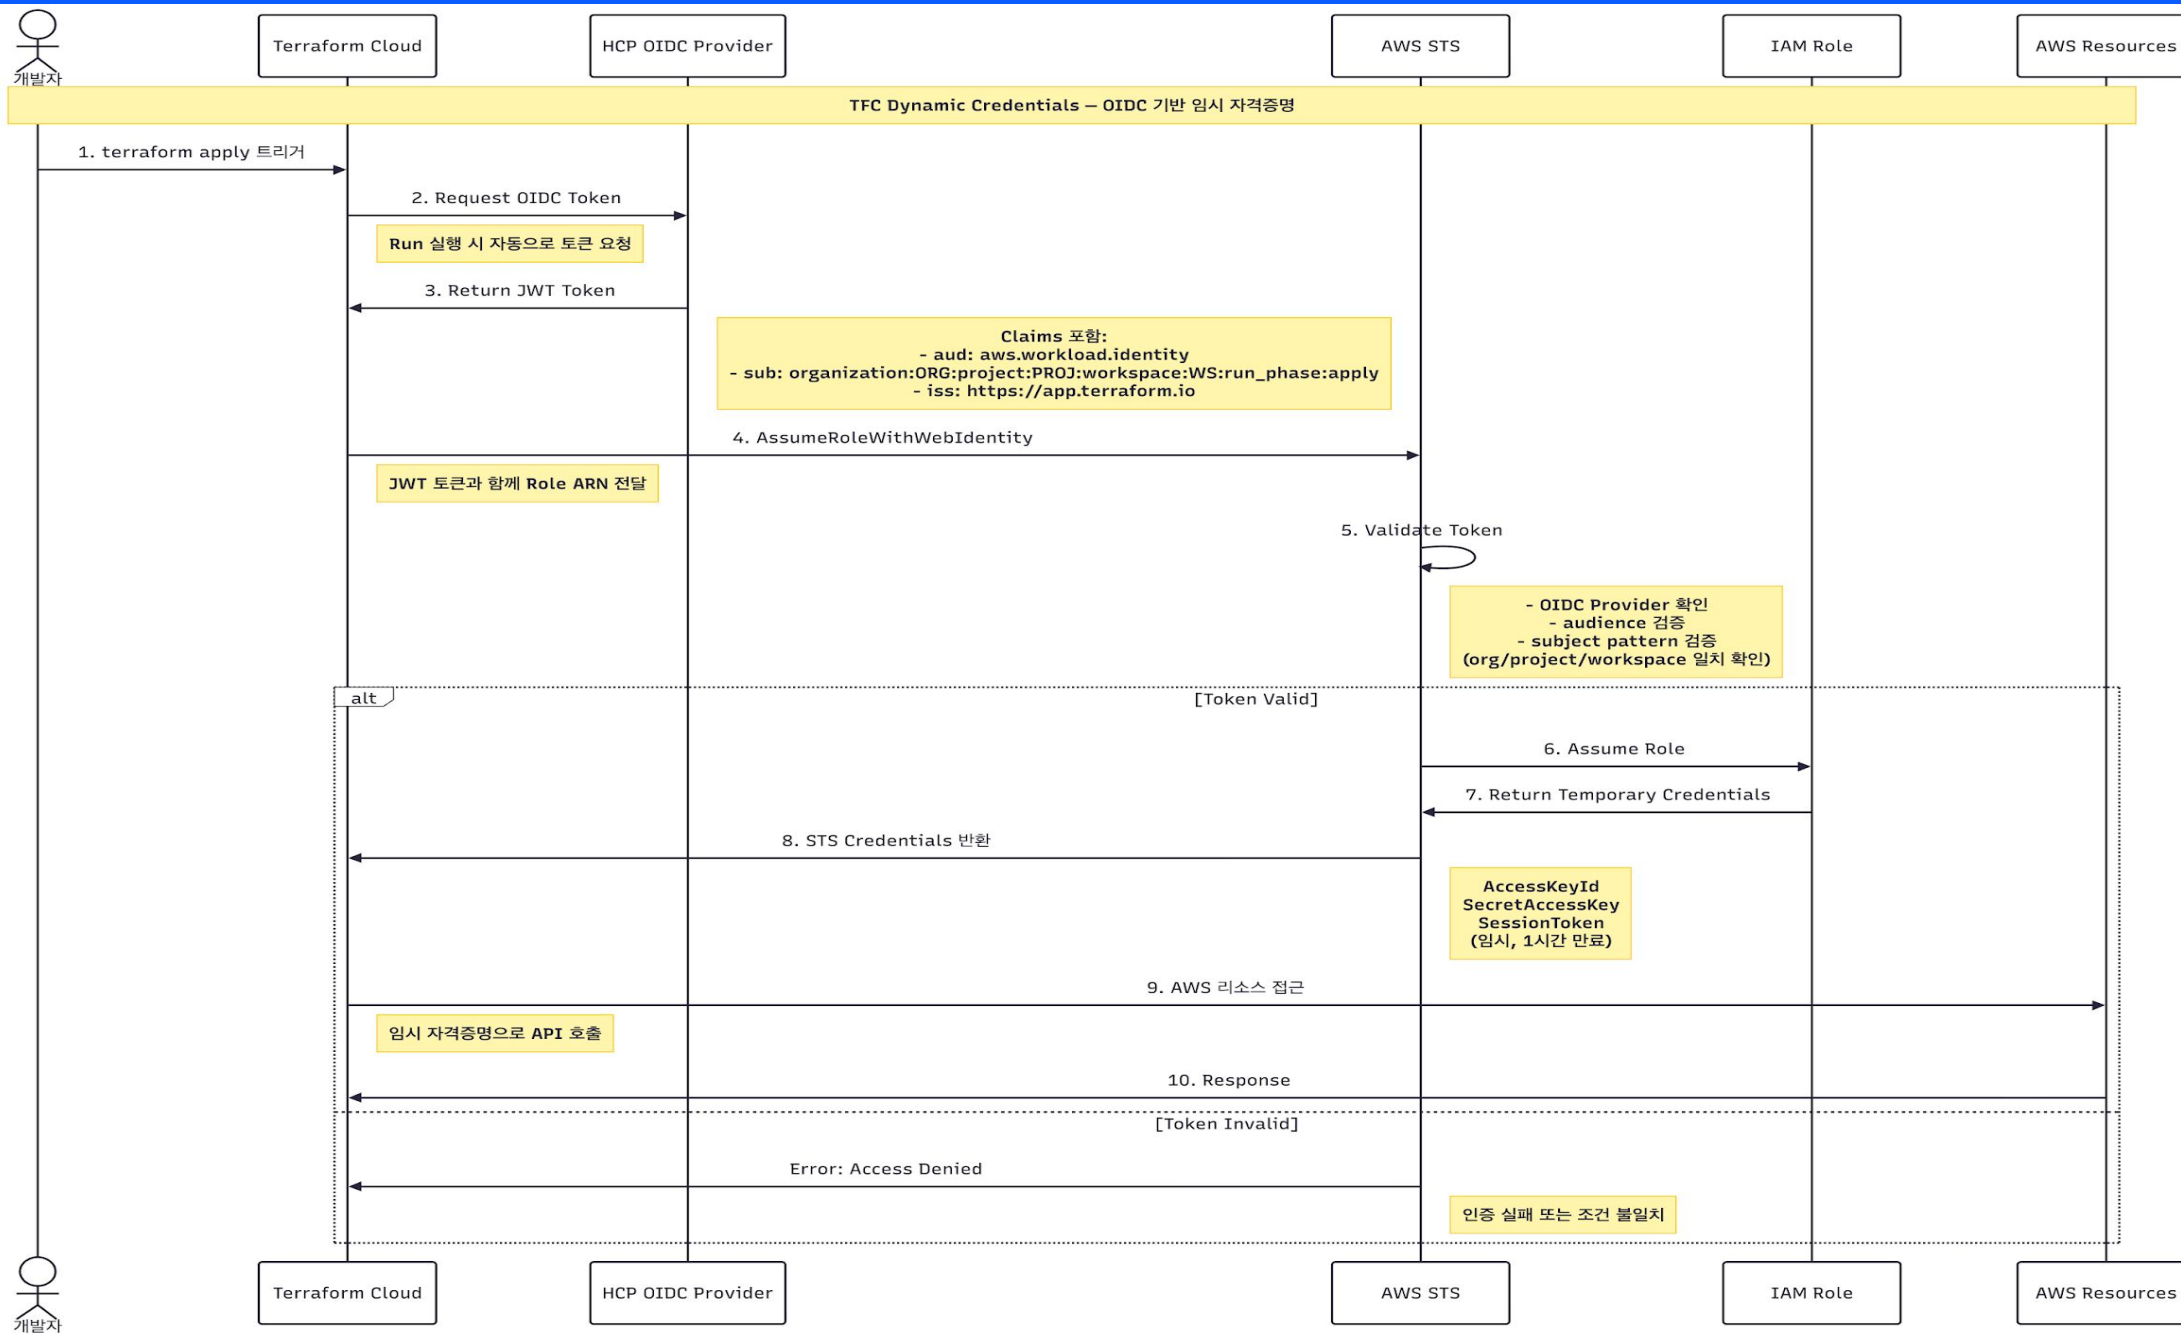 개발자
Terraform Cloud
HCP OIDC Provider
AWS STS
IAM Role
AWS Resources
TFC Dynamic Credentials – OIDC 기반 임시 자격증명
1. terraform apply 트리거
2. Request OIDC Token
Run 실행 시 자동으로 토큰 요청
3. Return JWT Token
Claims 포함:
- aud: aws.workload.identity
- sub: organization:ORG:project:PROJ:workspace:WS:run_phase:apply
- iss: https://app.terraform.io
4. AssumeRoleWithWebIdentity
JWT 토큰과 함께 Role ARN 전달
5. Validate Token
- OIDC Provider 확인
- audience 검증
- subject pattern 검증
(org/project/workspace 일치 확인)
alt
[Token Valid]
6. Assume Role
7. Return Temporary Credentials
8. STS Credentials 반환
AccessKeyId
SecretAccessKey
SessionToken
(임시, 1시간 만료)
9. AWS 리소스 접근
임시 자격증명으로 API 호출
10. Response
[Token Invalid]
Error: Access Denied
인증 실패 또는 조건 불일치
개발자
Terraform Cloud
HCP OIDC Provider
AWS STS
IAM Role
AWS Resources